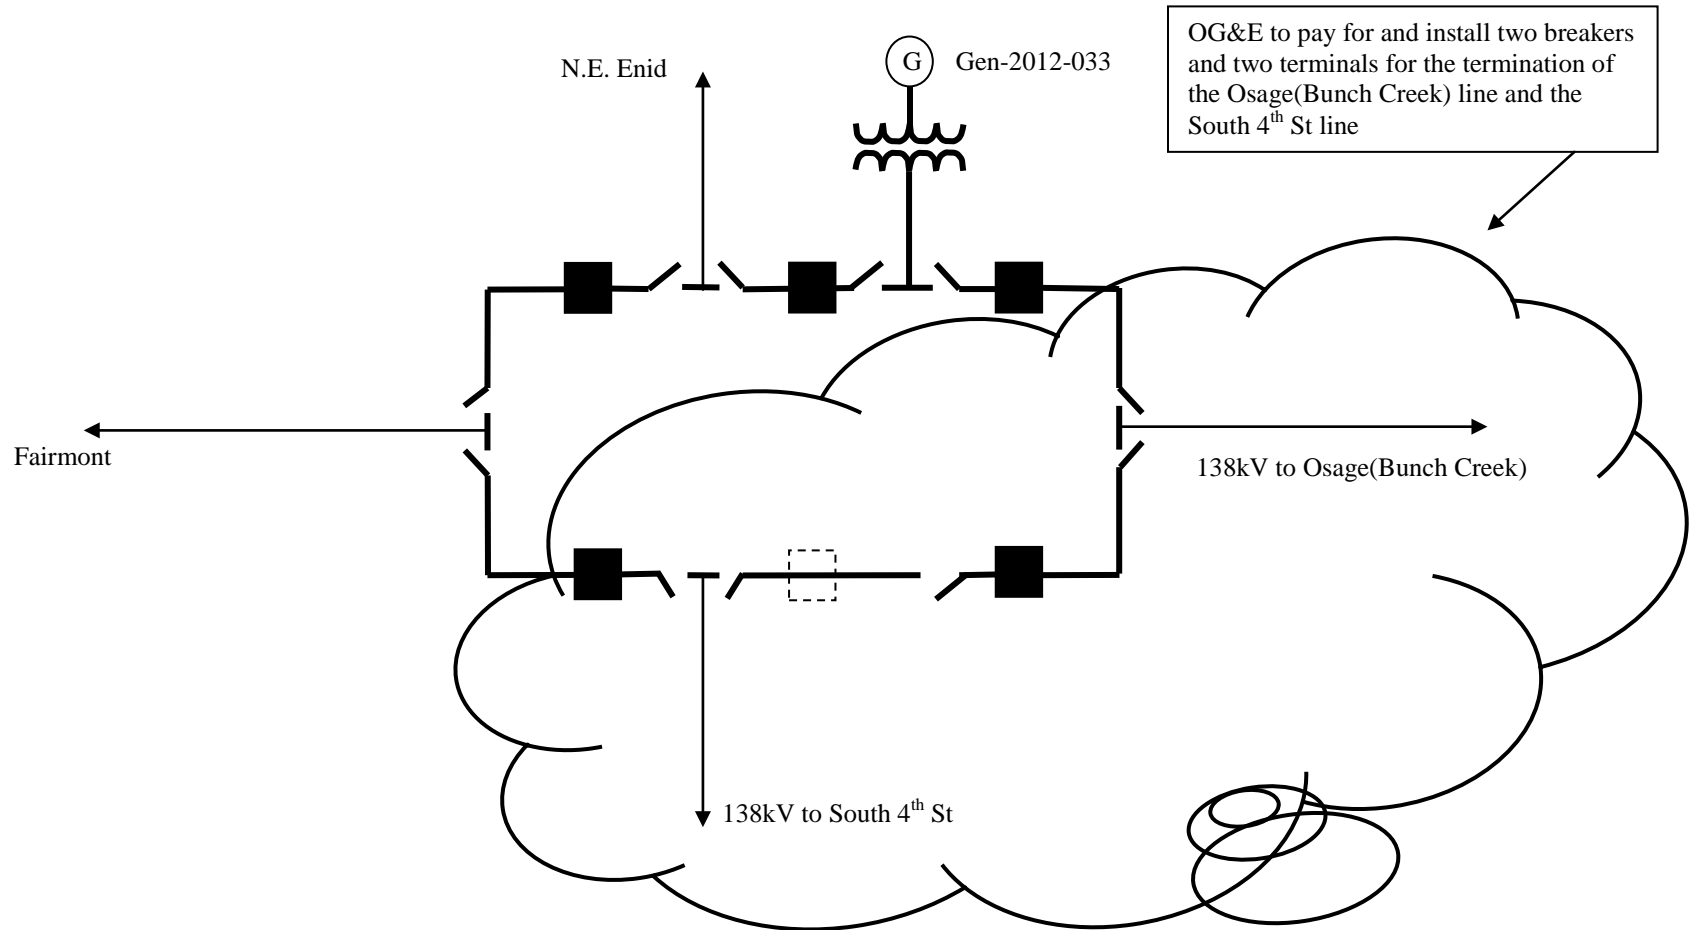 OG&E to pay for and install two breakers
and two terminals for the termination of
the Osage(Bunch Creek) line and the
South 4th St line
N.E. Enid
G
Gen-2012-033
Fairmont
138kV to Osage(Bunch Creek)
138kV to South 4th St